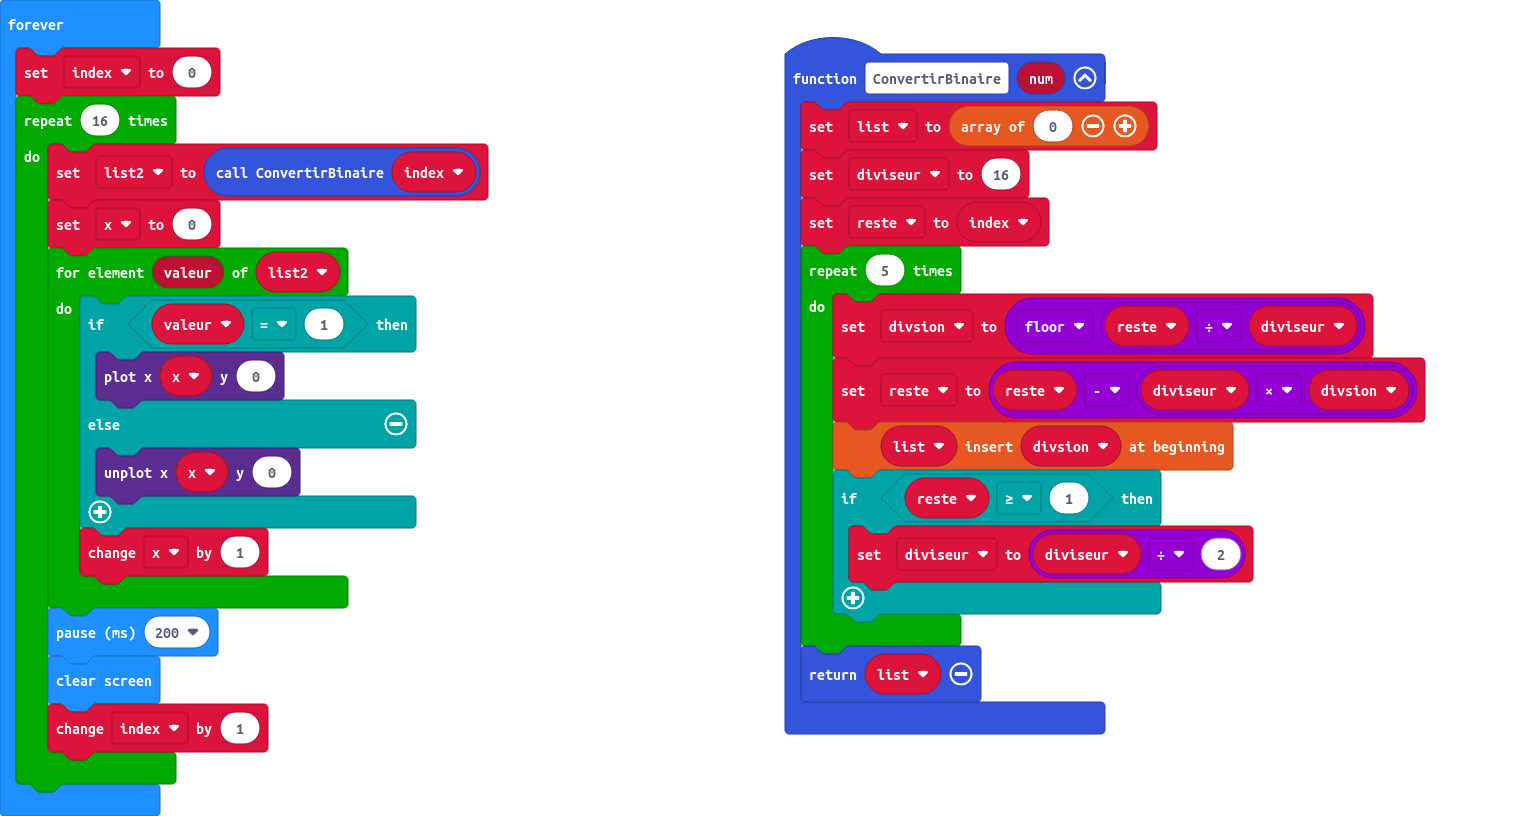 forever
set index to 0
repeat 16 times
do
set list2 to call ConvertirBinaire index
set x to 0
for element valeur of list2
do
if valeur = 1 then
plot x x y 0
else
unplot x x y 0
change x by 1
pause (ms) 200
clear screen
change index by 1
function ConvertirBinaire num
set list to array of 0
set diviseur to 16
set reste to index
repeat 5 times
do
set divsion to floor reste ÷ diviseur
set reste to reste - diviseur × divsion
list insert divsion at beginning
if reste ≥ 1 then
set diviseur to diviseur ÷ 2
return list